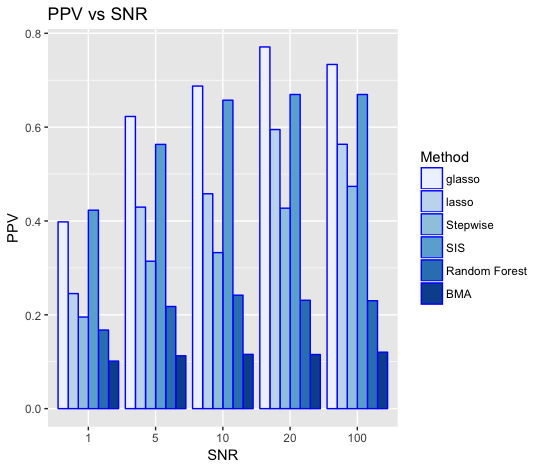 PPV vs SNR
0.8
0.6
0.4
0.2
0.0
PPV
1 5 10 20 100
SNR
Method
glasso
lasso
Stepwise
SIS
Random Forest
BMA